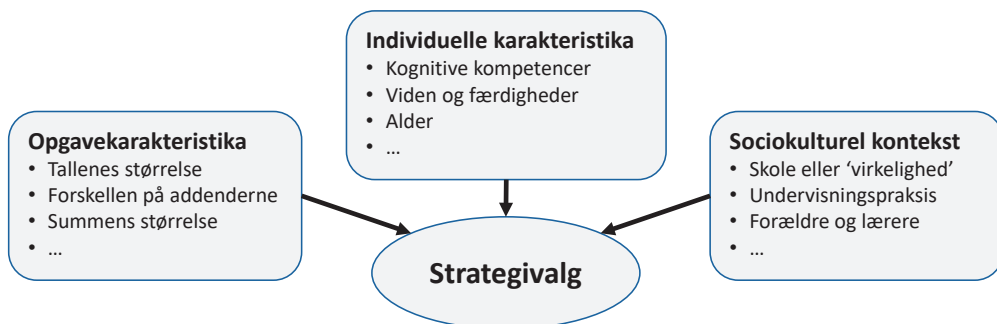 Individuelle karakteristika
• Kognitive kompetencer
• Viden og færdigheder
• Alder
• …
Opgavekarakteristika
• Tallenes størrelse
• Forskellen på addenderne
• Summens størrelse
• …
Sociokulturel kontekst
• Skole eller ‘virkelighed’
• Undervisningspraksis
• Forældre og lærere
• …
Strategivalg